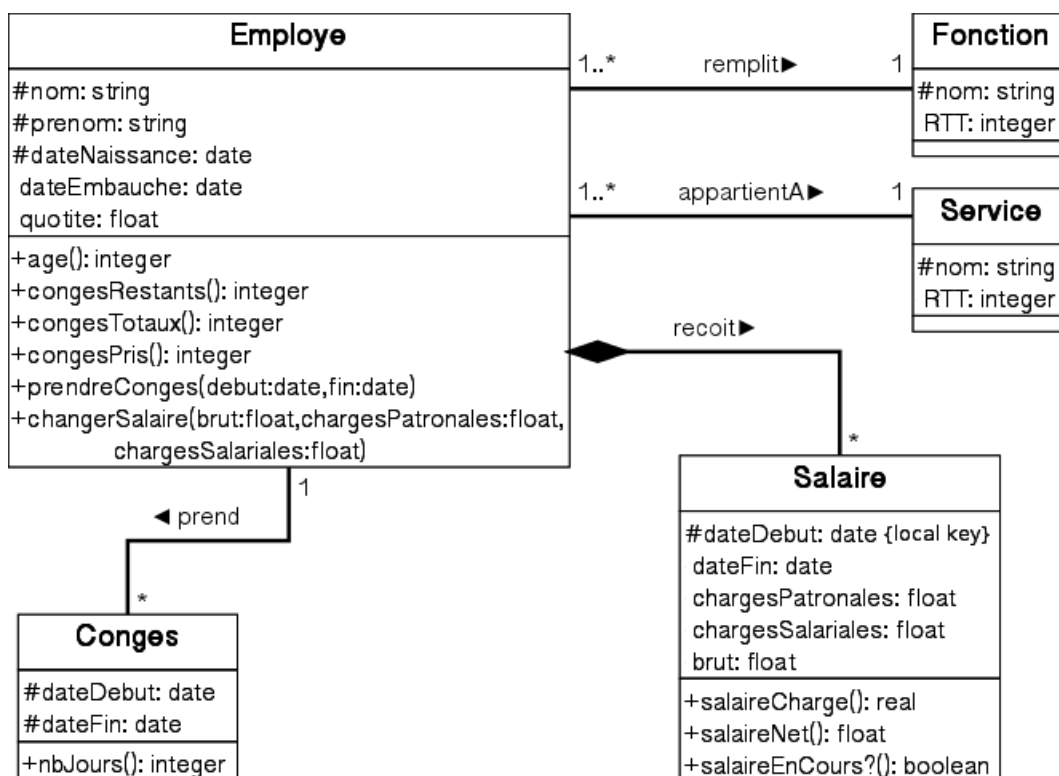 Employe
#nom: string
#prenom: string
#dateNaissance: date
dateEmbauche: date
quotite: float
+age(): integer
+congesRestants(): integer
+congesTotaux(): integer
+congesPris(): integer
+prendreConges(debut:date,fin:date)
+changerSalaire(brut:float,chargesPatronales:float,
chargesSalariales:float)
1..* remplit► 1
Fonction
#nom: string
RTT: integer
1..* appartientA► 1
Service
#nom: string
RTT: integer
recoit►
*
Salaire
#dateDebut: date {local key}
dateFin: date
chargesPatronales: float
chargesSalariales: float
brut: float
+salaireCharge(): real
+salaireNet(): float
+salaireEnCours?(): boolean
1
◄ prend
*
Conges
#dateDebut: date
#dateFin: date
+nbJours(): integer